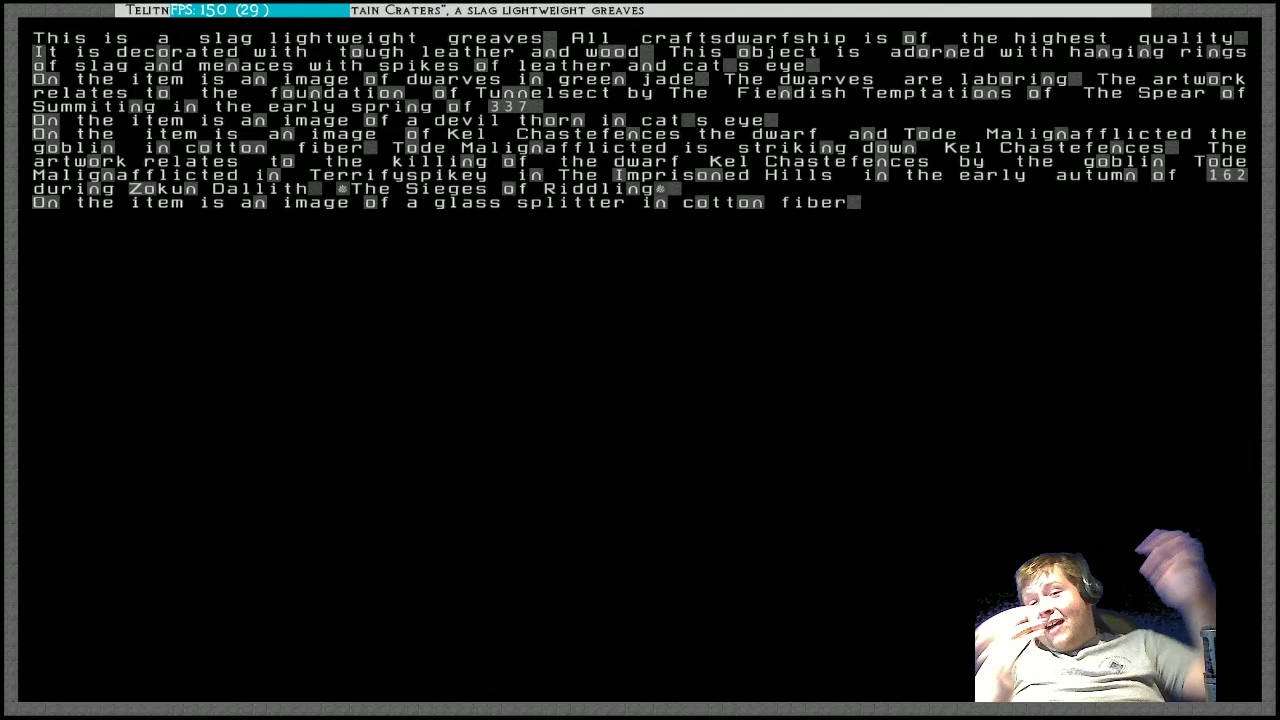 TELITN FPS: 150 (29) TAIN CRATERS", A SLAG LIGHTWEIGHT GREAVES
This is a slag lightweight greaves All craftsdwarfship is of the highest quality
It is decorated with tough leather and wood This object is adorned with hanging rings
of slag and menaces with spikes of leather and cat s eye
On the item is an image of dwarves in green jade The dwarves are laboring The artwork
relates to the foundation of Tunnelsect by The Fiendish Temptations of The Spear of
Summiting in the early spring of 337
On the item is an image of a devil thorn in cat s eye
On the item is an image of Kel Chastefences the dwarf and Tode Malignafflicted the
goblin in cotton fiber Tode Malignafflicted is striking down Kel Chastefences The
artwork relates to the killing of the dwarf Kel Chastefences by the goblin Tode
Malignafflicted in Terrifyspikey in The Imprisoned Hills in the early autumn of 162
during Zokun Dallith *The Sieges of Riddling*
On the item is an image of a glass splitter in cotton fiber